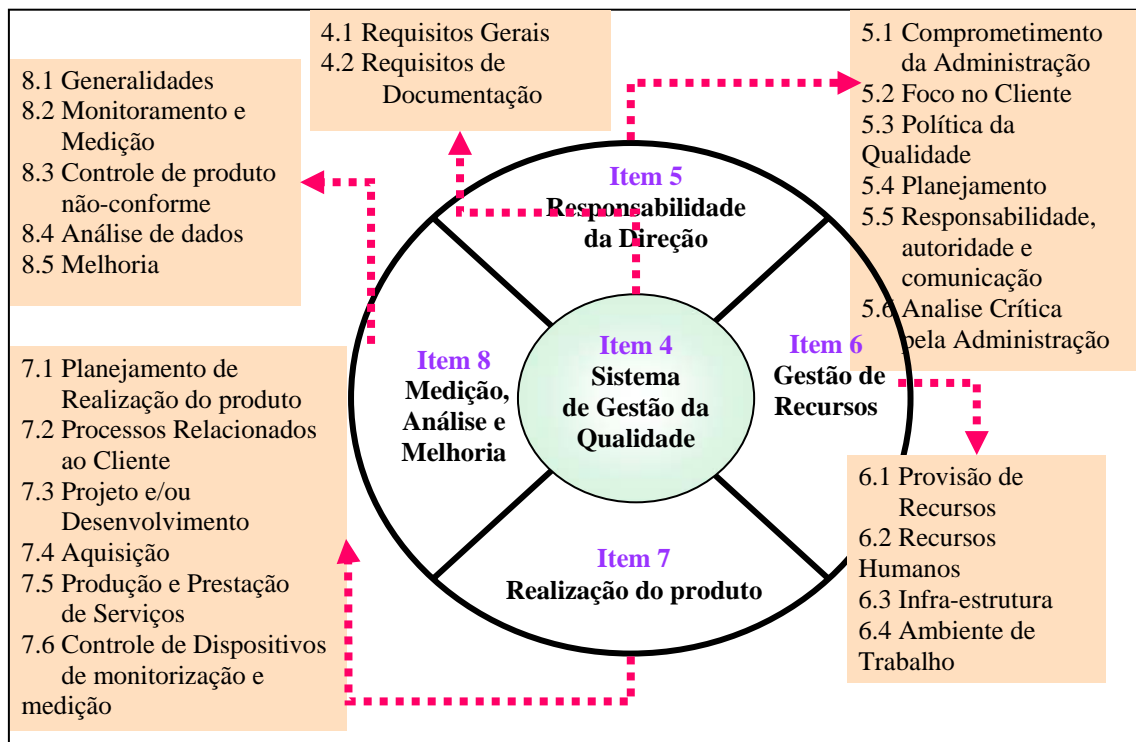 4.1 Requisitos Gerais
4.2 Requisitos de
Documentação
5.1 Comprometimento
da Administração
5.2 Foco no Cliente
5.3 Política da
Qualidade
5.4 Planejamento
5.5 Responsabilidade,
autoridade e
comunicação
5.6 Analise Crítica
pela Administração
8.1 Generalidades
8.2 Monitoramento e
Medição
8.3 Controle de produto
não-conforme
8.4 Análise de dados
8.5 Melhoria
Item 5
Responsabilidade
da Direção
Item 8
Medição,
Análise e
Melhoria
Item 4
Sistema
de Gestão da
Qualidade
Item 6
Gestão de
Recursos
Item 7
Realização do produto
7.1 Planejamento de
Realização do produto
7.2 Processos Relacionados
ao Cliente
7.3 Projeto e/ou
Desenvolvimento
7.4 Aquisição
7.5 Produção e Prestação
de Serviços
7.6 Controle de Dispositivos
de monitorização e
medição
6.1 Provisão de
Recursos
6.2 Recursos
Humanos
6.3 Infra-estrutura
6.4 Ambiente de
Trabalho